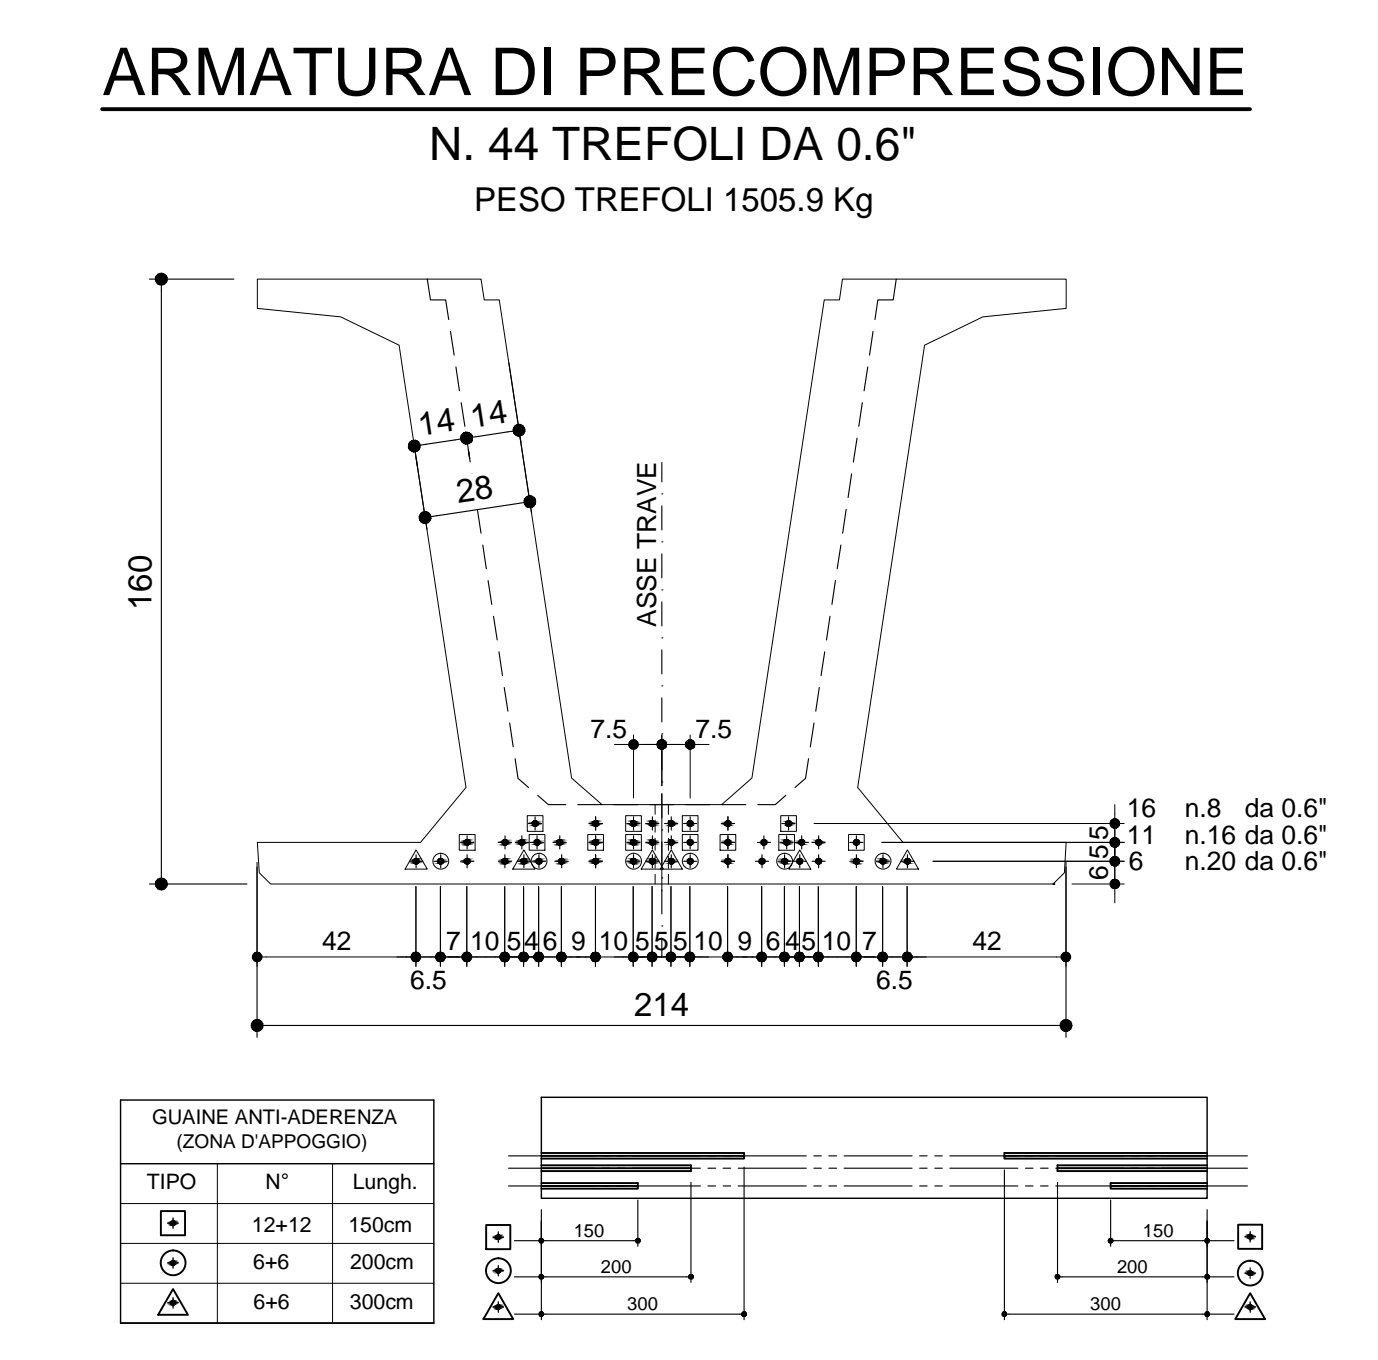 ARMATURA DI PRECOMPRESSIONE
N. 44 TREFOLI DA 0.6"
PESO TREFOLI 1505.9 Kg
14 14
28
160
ASSE TRAVE
7.5 7.5
16 n.8 da 0.6"
5
11 n.16 da 0.6"
5
6 n.20 da 0.6"
6
42 7 10 5 4 6 9 10 5 5 5 10 9 6 4 5 10 7 42
6.5 6.5
214
GUAINE ANTI-ADERENZA
(ZONA D'APPOGGIO)
TIPO N° Lungh.
12+12 150cm
6+6 200cm
6+6 300cm
150 150
200 200
300 300